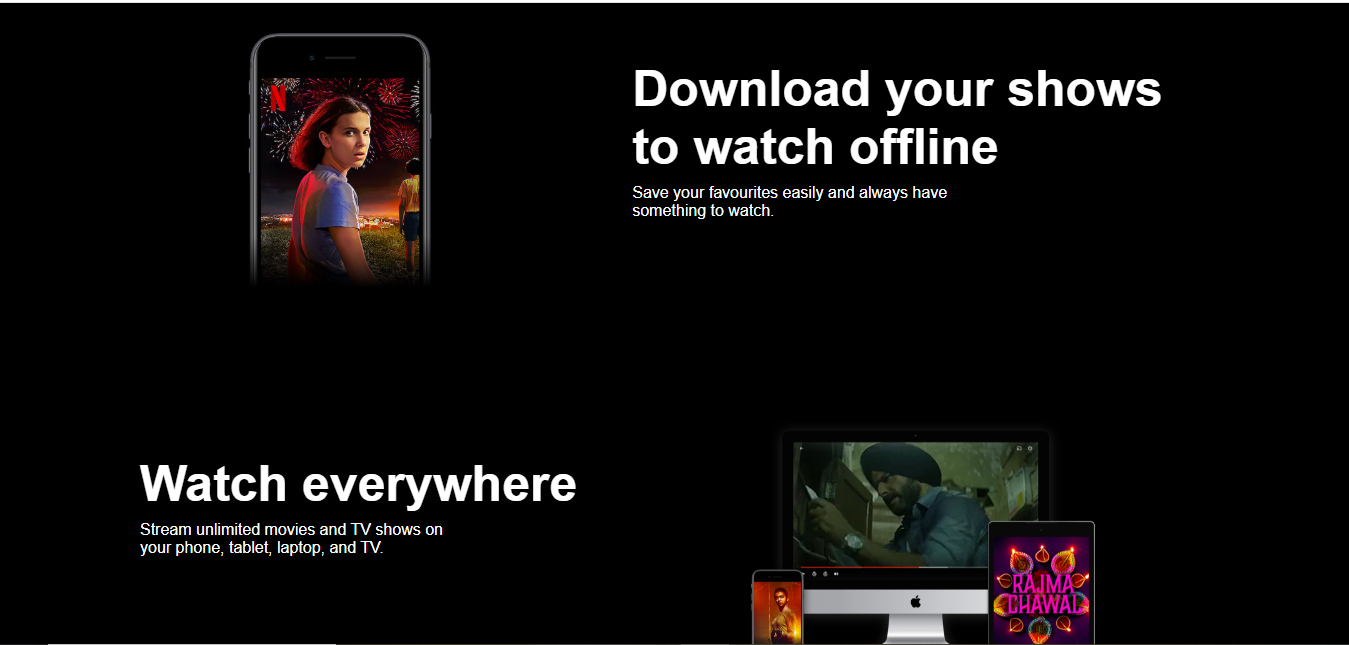 N
Download your shows
to watch offline
Save your favourites easily and always have
something to watch.
Watch everywhere
Stream unlimited movies and TV shows on
your phone, tablet, laptop, and TV.
RAJMA
CHAWAL